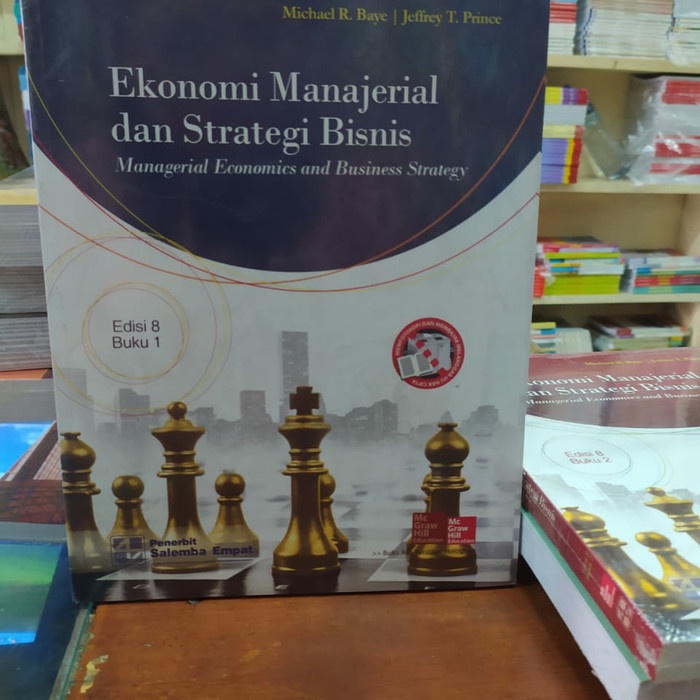 Michael R. Baye | Jeffrey T. Prince
Ekonomi Manajerial
dan Strategi Bisnis
Managerial Economics and Business Strategy
Edisi 8
Buku 1
Penerbit
Salemba Empat
Mc
Graw
Hill
Education
Mc
Graw
Hill
Education
>> Buku
Manajerial
dan Strategi Bisnis
Managerial Economics and
Edisi 8
Buku 2